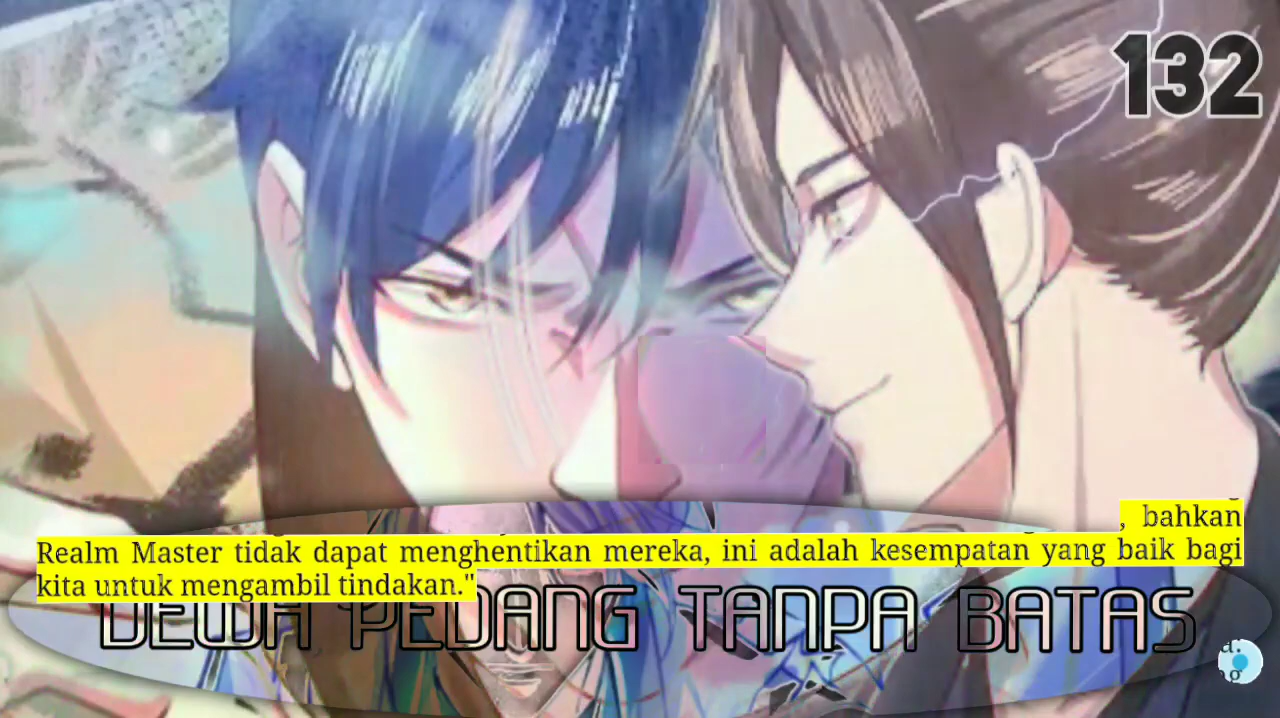 132
, bahkan
Realm Master tidak dapat menghentikan mereka, ini adalah kesempatan yang baik bagi
kita untuk mengambil tindakan."
DEWA PEDANG TANPA BATAS